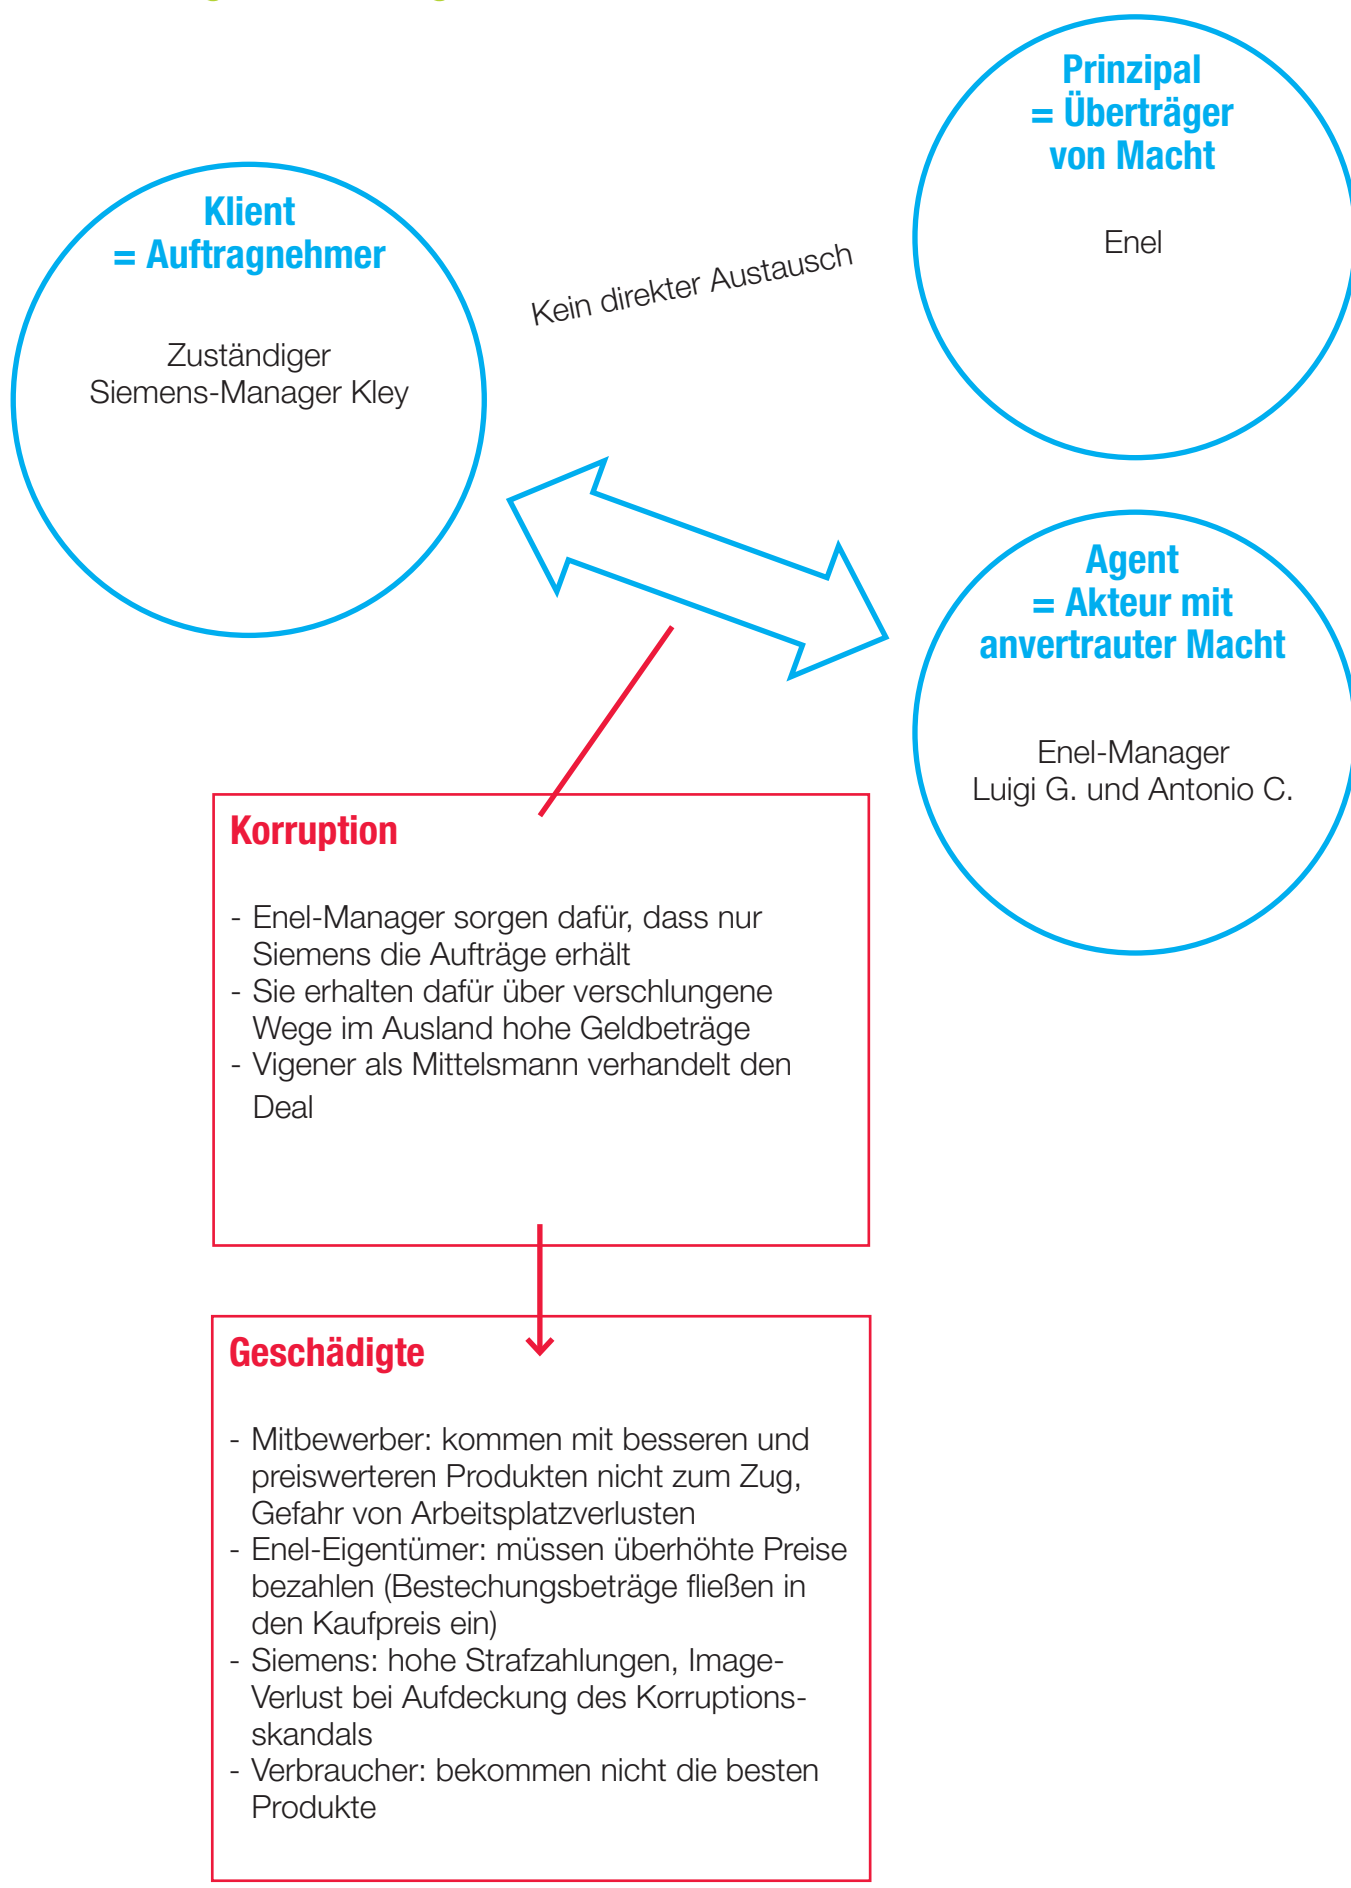 Prinzipal
= Überträger
von Macht
Enel
Klient
= Auftragnehmer
Zuständiger
Siemens-Manager Kley
Kein direkter Austausch
Agent
= Akteur mit
anvertrauter Macht
Enel-Manager
Luigi G. und Antonio C.
Korruption
- Enel-Manager sorgen dafür, dass nur
Siemens die Aufträge erhält
- Sie erhalten dafür über verschlungene
Wege im Ausland hohe Geldbeträge
- Vigener als Mittelsmann verhandelt den
Deal
Geschädigte
- Mitbewerber: kommen mit besseren und
preiswerteren Produkten nicht zum Zug,
Gefahr von Arbeitsplatzverlusten
- Enel-Eigentümer: müssen überhöhte Preise
bezahlen (Bestechungsbeträge fließen in
den Kaufpreis ein)
- Siemens: hohe Strafzahlungen, Image-
Verlust bei Aufdeckung des Korruptions-
skandals
- Verbraucher: bekommen nicht die besten
Produkte